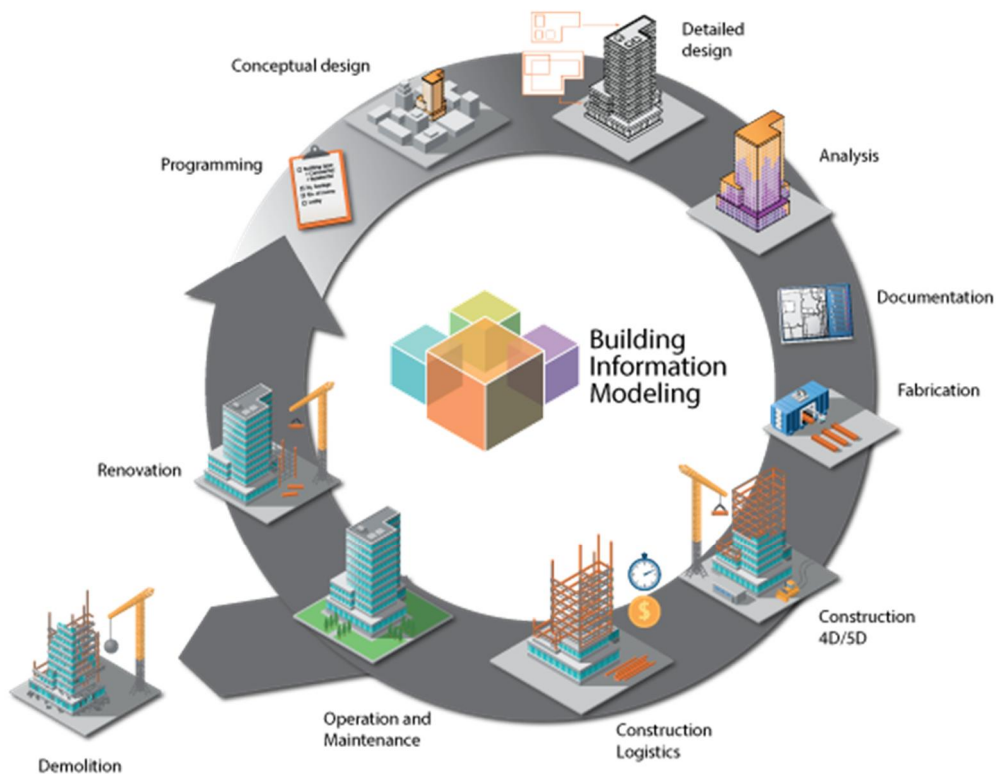 Detailed
design
Conceptual design
Programming
Analysis
Documentation
Building
Information
Modeling
Fabrication
Renovation
$
Construction
4D/5D
Operation and
Maintenance
Construction
Logistics
Demolition